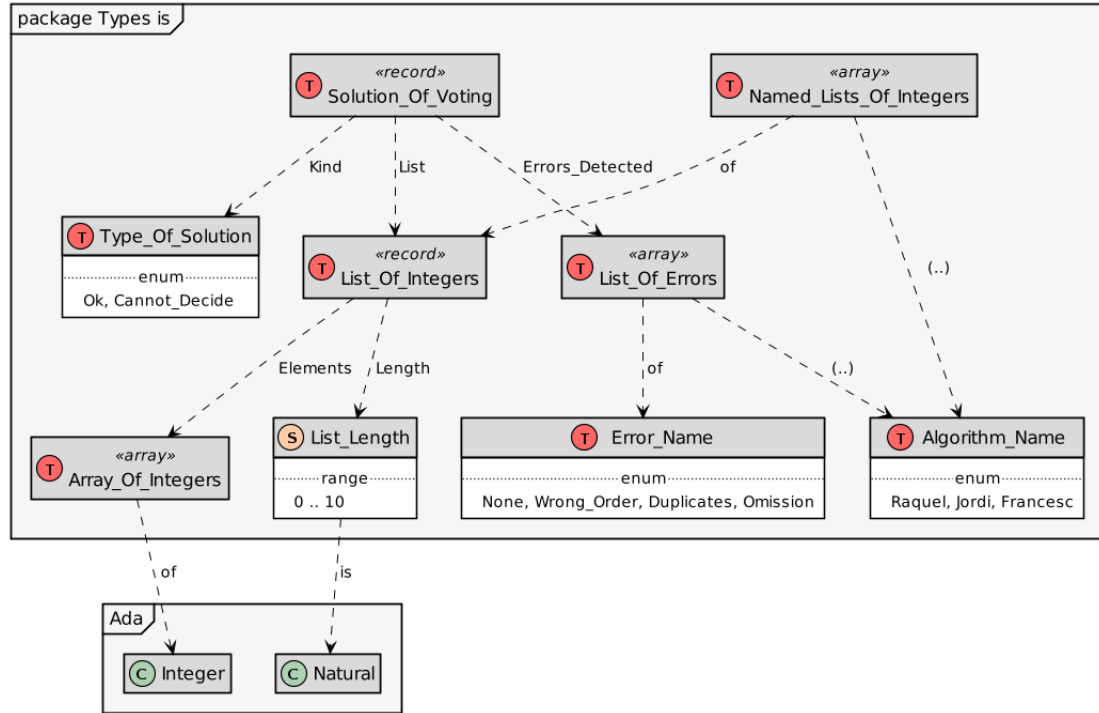 package Types is
«record»
T Solution_Of_Voting
«array»
T Named_Lists_Of_Integers
Kind
List
Errors_Detected
of
T Type_Of_Solution
enum
Ok, Cannot_Decide
«record»
T List_Of_Integers
«array»
T List_Of_Errors
(..)
Elements
Length
of
(..)
«array»
T Array_Of_Integers
S List_Length
range
0 .. 10
T Error_Name
enum
None, Wrong_Order, Duplicates, Omission
T Algorithm_Name
enum
Raquel, Jordi, Francesc
of
is
Ada
C Integer
C Natural